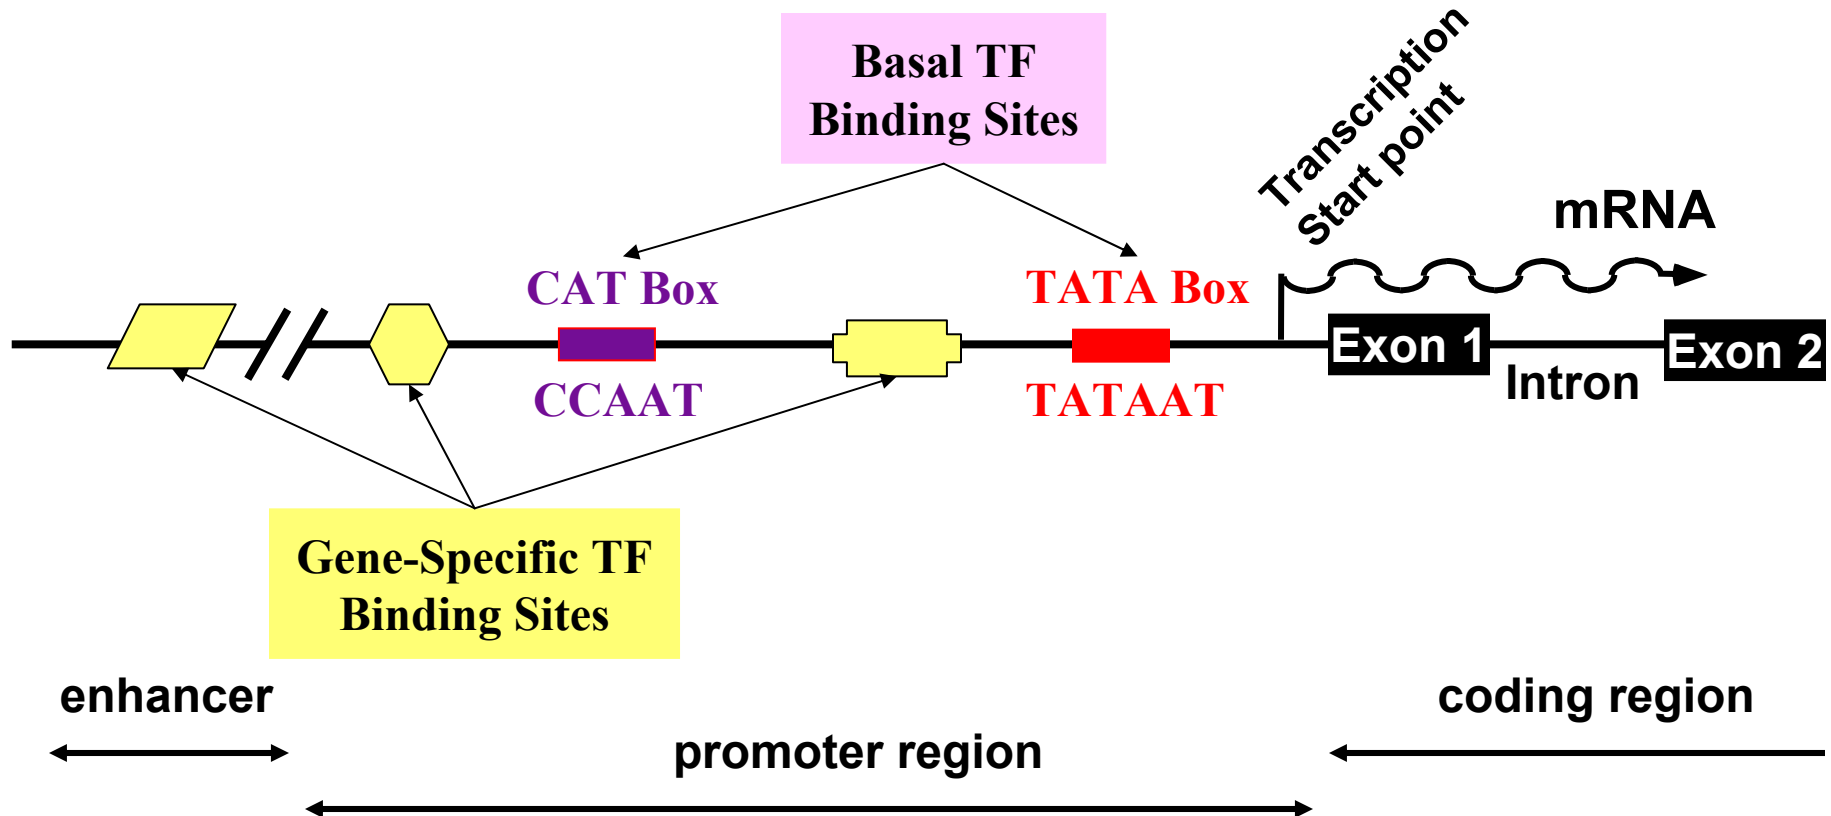 Basal TF
Binding Sites
Transcription
Start point
mRNA
CAT Box
TATA Box
Exon 1
Exon 2
Intron
CCAAT
TATAAT
Gene-Specific TF
Binding Sites
enhancer
coding region
promoter region